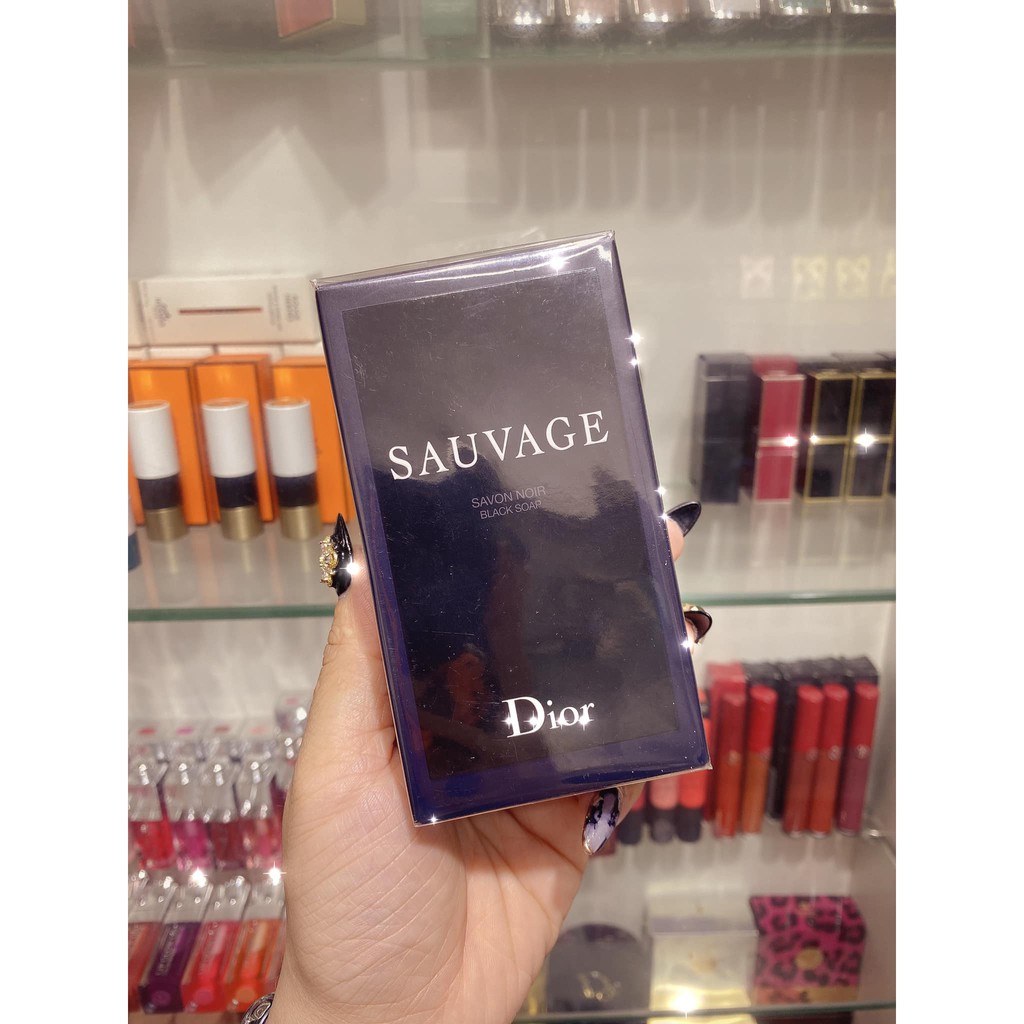 SAUVAGE
SAVON NOIR
BLACK SOAP
Dior